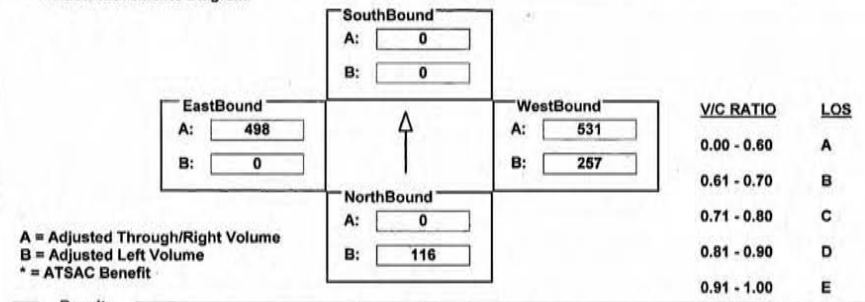 SouthBound
A: 0
B: 0
EastBound
A: 498
B: 0
WestBound
A: 531
B: 257
NorthBound
A: 0
B: 116
A = Adjusted Through/Right Volume
B = Adjusted Left Volume
* = ATSAC Benefit
V/C RATIO LOS
0.00 - 0.60 A
0.61 - 0.70 B
0.71 - 0.80 C
0.81 - 0.90 D
0.91 - 1.00 E